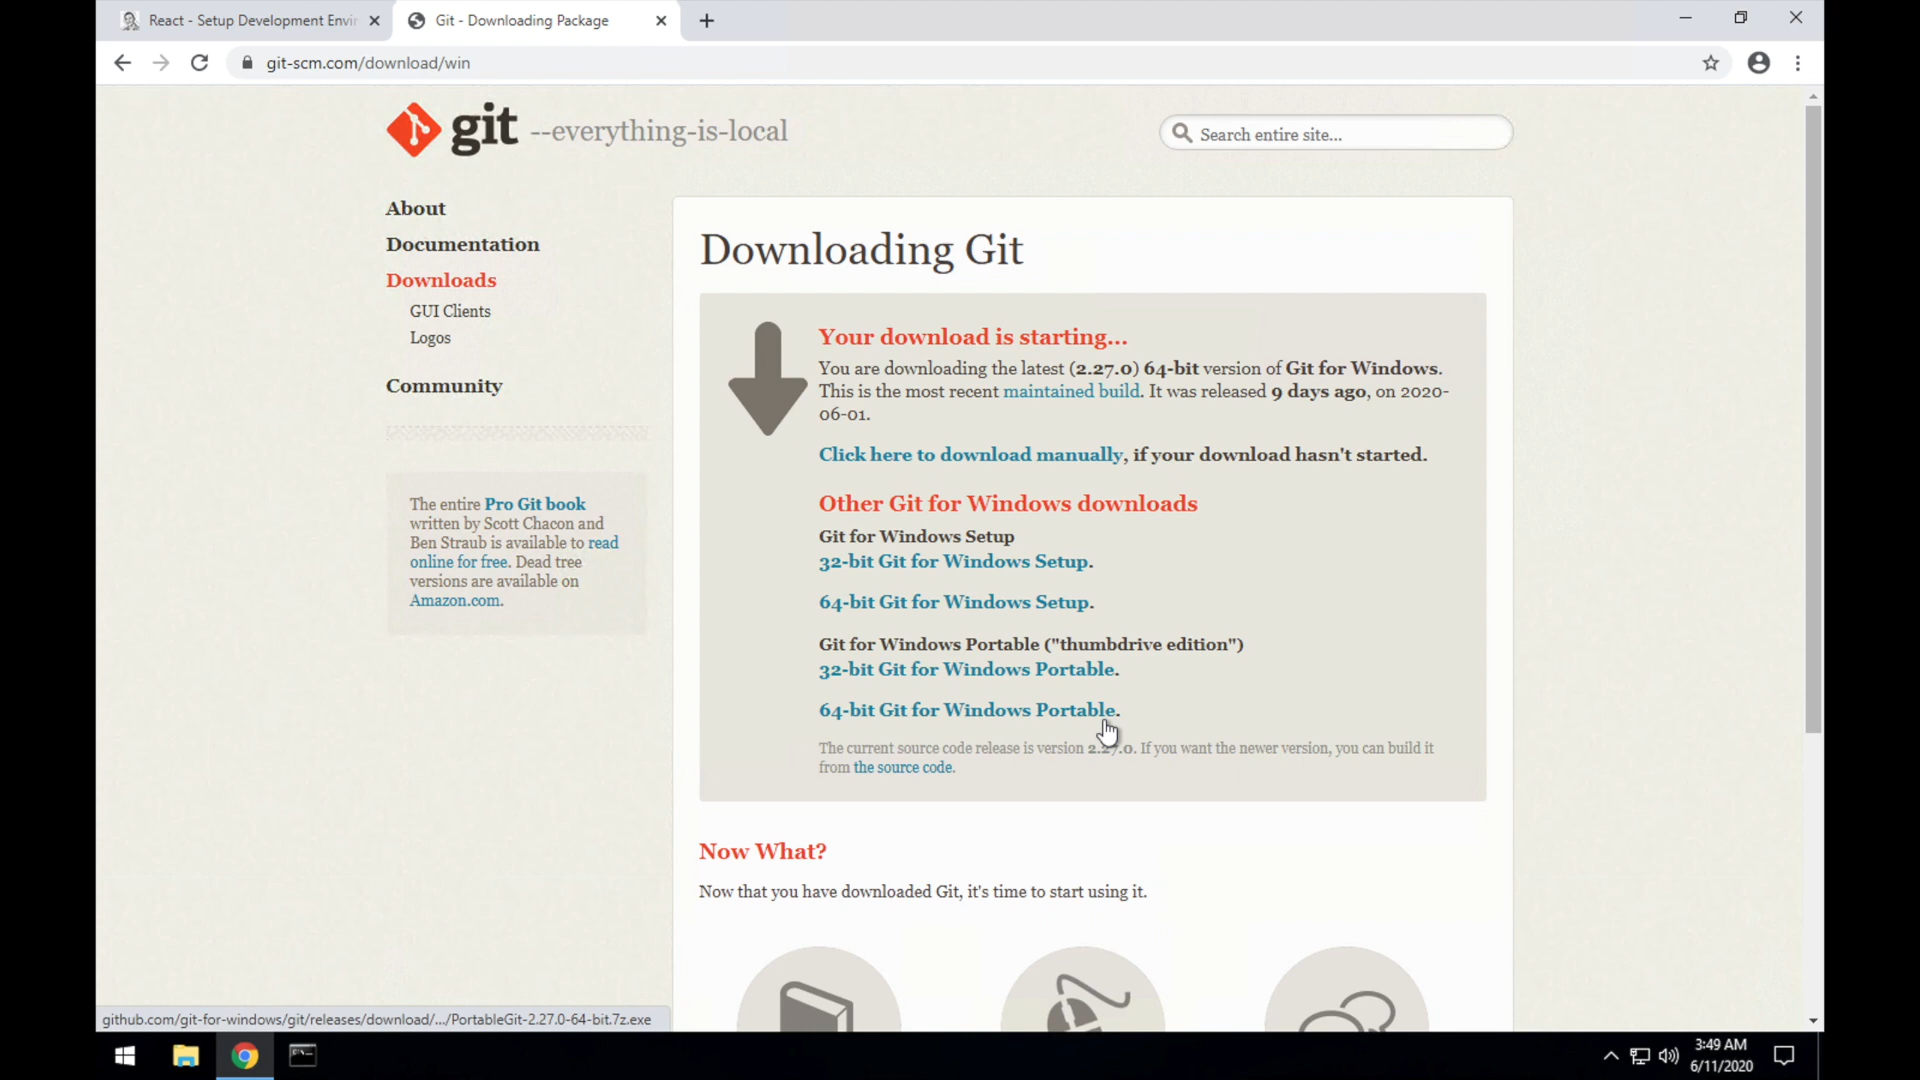 React - Setup Development Envi
Git - Downloading Package
git-scm.com/download/win
git --everything-is-local
Search entire site...
About
Documentation
Downloads
GUI Clients
Logos
Community
The entire Pro Git book
written by Scott Chacon and
Ben Straub is available to read
online for free. Dead tree
versions are available on
Amazon.com.
Downloading Git
Your download is starting...
You are downloading the latest (2.27.0) 64-bit version of Git for Windows.
This is the most recent maintained build. It was released 9 days ago, on 2020-
06-01.
Click here to download manually, if your download hasn't started.
Other Git for Windows downloads
Git for Windows Setup
32-bit Git for Windows Setup.
64-bit Git for Windows Setup.
Git for Windows Portable ("thumbdrive edition")
32-bit Git for Windows Portable.
64-bit Git for Windows Portable.
The current source code release is version 2.27.0. If you want the newer version, you can build it
from the source code.
Now What?
Now that you have downloaded Git, it's time to start using it.
github.com/git-for-windows/git/releases/download/.../PortableGit-2.27.0-64-bit.7z.exe
3:49 AM
6/11/2020